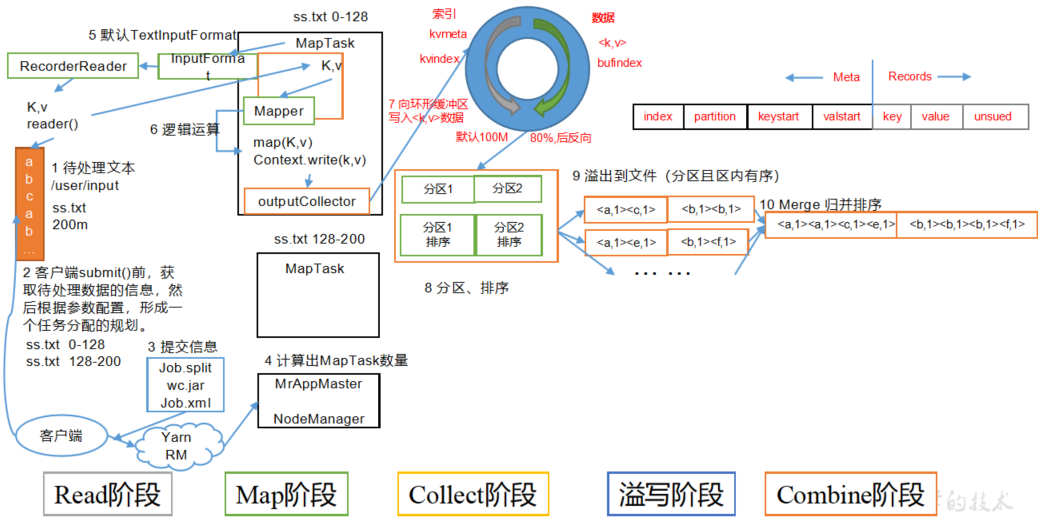 ss.txt 0-128
5 默认TextInputFormat
MapTask
RecorderReader
InputForma
t
K,v
K,v
reader()
Mapper
6 逻辑运算
map(K,v)
Context.write(k,v)
outputCollector
a
b
c
a
b
...
1 待处理文本
/user/input
ss.txt
200m
2 客户端submit()前，获
取待处理数据的信息，然
后根据参数配置，形成一
个任务分配的规划。
ss.txt 0-128
ss.txt 128-200
3 提交信息
Job.split
wc.jar
Job.xml
客户端
Yarn
RM
ss.txt 128-200
MapTask
4 计算出MapTask数量
MrAppMaster
NodeManager
索引
kvmeta
kvindex
数据
<k,v>
bufindex
7 向环形缓冲区
写入<k,v>数据
默认100M
80%,后反向
Meta
Records
index
partition
keystart
valstart
key
value
unsued
分区1
分区2
分区1
排序
分区2
排序
8 分区、排序
9 溢出到文件（分区且区内有序）
<a,1><c,1>
<b,1><b,1>
<a,1><e,1>
<b,1><f,1>
... ...
10 Merge 归并排序
<a,1><a,1><c,1><e,1>
<b,1><b,1><b,1><f,1>
Read阶段
Map阶段
Collect阶段
溢写阶段
Combine阶段
的技术